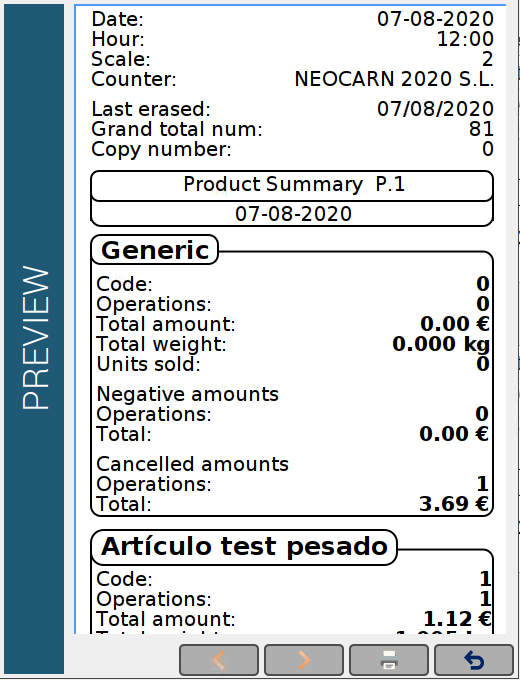 PREVIEW
Date: 07-08-2020
Hour: 12:00
Scale: 2
Counter: NEOCARN 2020 S.L.
Last erased: 07/08/2020
Grand total num: 81
Copy number: 0
Product Summary P.1
07-08-2020
Generic
Code: 0
Operations: 0
Total amount: 0.00 €
Total weight: 0.000 kg
Units sold: 0
Negative amounts
Operations: 0
Total: 0.00 €
Cancelled amounts
Operations: 1
Total: 3.69 €
Artículo test pesado
Code: 1
Operations: 1
Total amount: 1.12 €